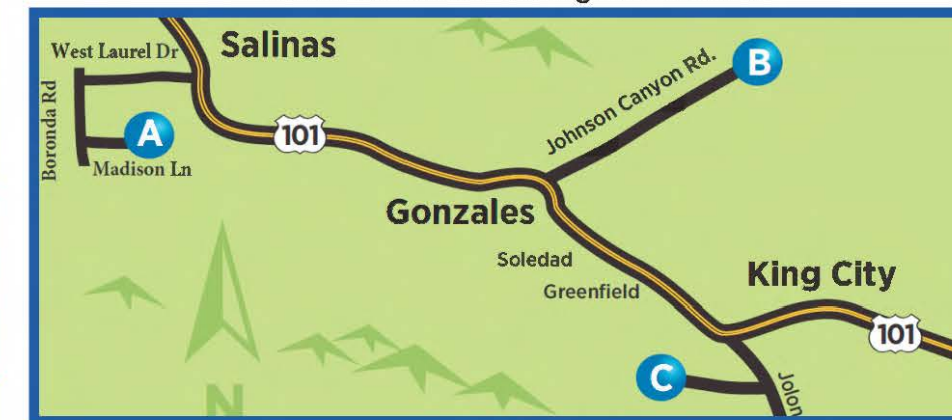 Salinas
West Laurel Dr
Boronda Rd
A
Madison Ln
101
Johnson Canyon Rd.
B
Gonzales
Soledad
Greenfield
King City
101
C
Jolon
N